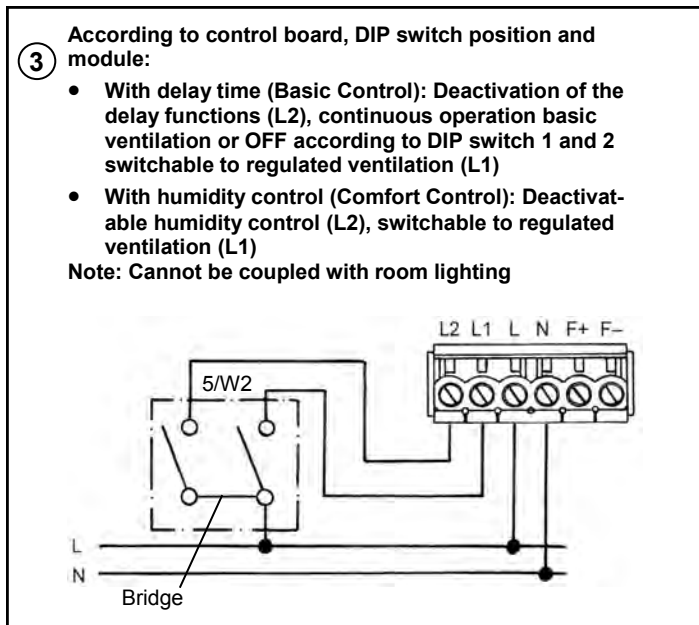 According to control board, DIP switch position and
3 module:
• With delay time (Basic Control): Deactivation of the
delay functions (L2), continuous operation basic
ventilation or OFF according to DIP switch 1 and 2
switchable to regulated ventilation (L1)
• With humidity control (Comfort Control): Deactivat-
able humidity control (L2), switchable to regulated
ventilation (L1)
Note: Cannot be coupled with room lighting
L2 L1 L N F+ F–
5/W2
L
N
Bridge